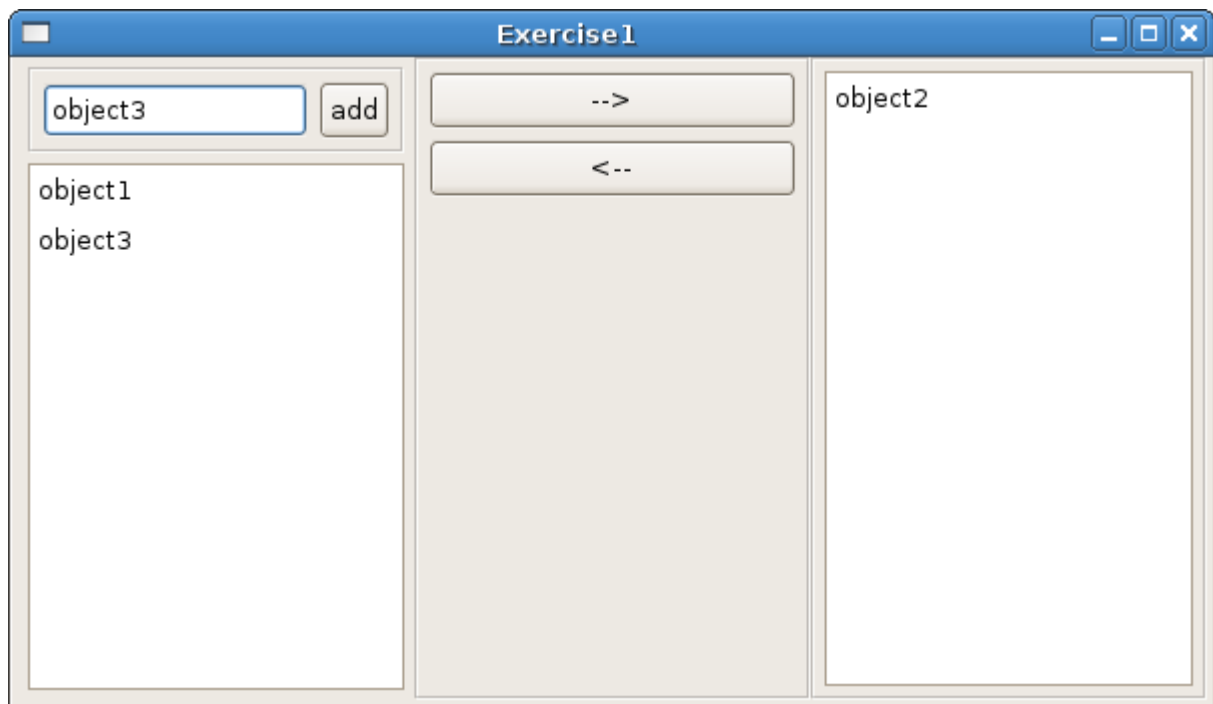 Exercise1
object3
add
object1
object3
-->
<--
object2